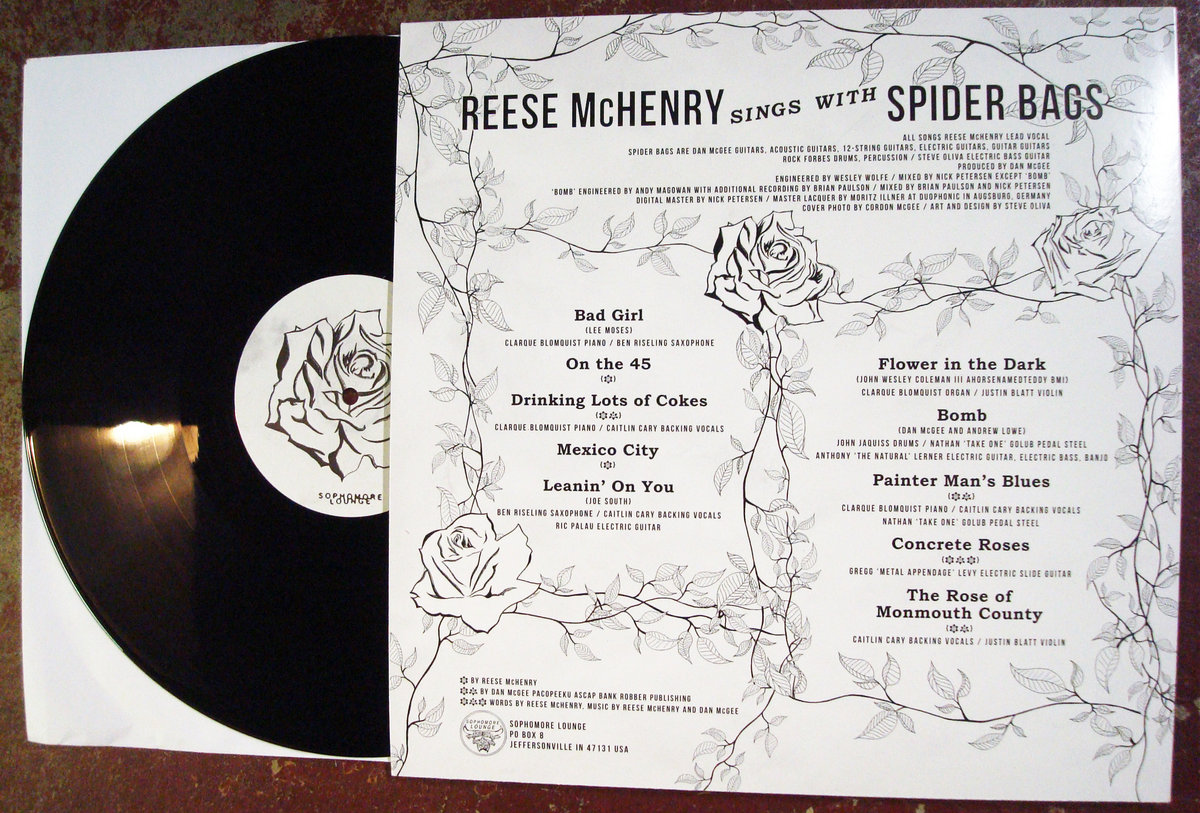 REESE McHENRY SINGS WITH SPIDER BAGS
ALL SONGS REESE McHENRY LEAD VOCAL
SPIDER BAGS ARE DAN McGEE GUITARS, ACOUSTIC GUITARS, 12-STRING GUITARS, ELECTRIC GUITARS, GUITAR GUITARS
ROCK FORBES DRUMS, PERCUSSION / STEVE OLIVA ELECTRIC BASS GUITAR
PRODUCED BY DAN McGEE
ENGINEERED BY WESLEY WOLFE / MIXED BY NICK PETERSEN EXCEPT 'BOMB'
'BOMB' ENGINEERED BY ANDY MAGOWAN WITH ADDITIONAL RECORDING BY BRIAN PAULSON / MIXED BY BRIAN PAULSON AND NICK PETERSEN
DIGITAL MASTER BY NICK PETERSEN / MASTER LACQUER BY MORITZ ILLNER AT DUOPHONIC IN AUGSBURG, GERMANY
COVER PHOTO BY CORDON McGEE / ART AND DESIGN BY STEVE OLIVA
Bad Girl
(LEE MOSES)
CLARQUE BLOMQUIST PIANO / BEN RISELING SAXOPHONE
On the 45
(✽)
Drinking Lots of Cokes
(✽✽)
CLARQUE BLOMQUIST PIANO / CAITLIN CARY BACKING VOCALS
Mexico City
(✽)
Leanin' On You
(JOE SOUTH)
BEN RISELING SAXOPHONE / CAITLIN CARY BACKING VOCALS
RIC PALAU ELECTRIC GUITAR
Flower in the Dark
(JOHN WESLEY COLEMAN III AHORSENAMEDTEDDY BMI)
CLARQUE BLOMQUIST ORGAN / JUSTIN BLATT VIOLIN
Bomb
(DAN McGEE AND ANDREW LOWE)
JOHN JAQUISS DRUMS / NATHAN 'TAKE ONE' GOLUB PEDAL STEEL
ANTHONY 'THE NATURAL' LERNER ELECTRIC GUITAR, ELECTRIC BASS, BANJO
Painter Man's Blues
(✽✽)
CLARQUE BLOMQUIST PIANO / CAITLIN CARY BACKING VOCALS
NATHAN 'TAKE ONE' GOLUB PEDAL STEEL
Concrete Roses
(✽✽✽)
GREGG 'METAL APPENDAGE' LEVY ELECTRIC SLIDE GUITAR
The Rose of
Monmouth County
(✽✽)
CAITLIN CARY BACKING VOCALS / JUSTIN BLATT VIOLIN
✽ BY REESE McHENRY
✽✽ BY DAN McGEE PACOPEEKU ASCAP BANK ROBBER PUBLISHING
✽✽✽ WORDS BY REESE McHENRY, MUSIC BY REESE McHENRY AND DAN McGEE
SOPHOMORE LOUNGE
PO BOX 8
JEFFERSONVILLE IN 47131 USA
SOPHOMORE
LOUNGE
SOPHOMORE
LOUNGE